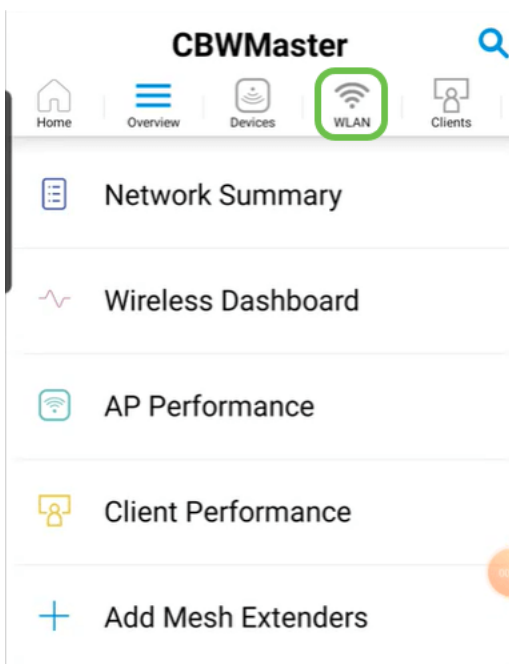 CBWMaster
Home Overview Devices WLAN Clients
Network Summary
Wireless Dashboard
AP Performance
Client Performance
Add Mesh Extenders